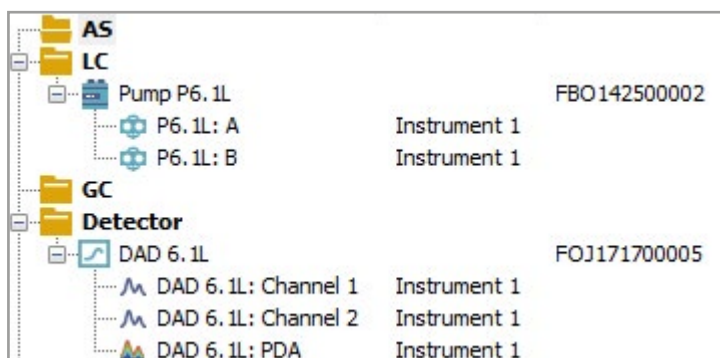 AS
LC
Pump P6.1L FBO142500002
P6.1L: A Instrument 1
P6.1L: B Instrument 1
GC
Detector
DAD 6.1L FOJ171700005
DAD 6.1L: Channel 1 Instrument 1
DAD 6.1L: Channel 2 Instrument 1
DAD 6.1L: PDA Instrument 1